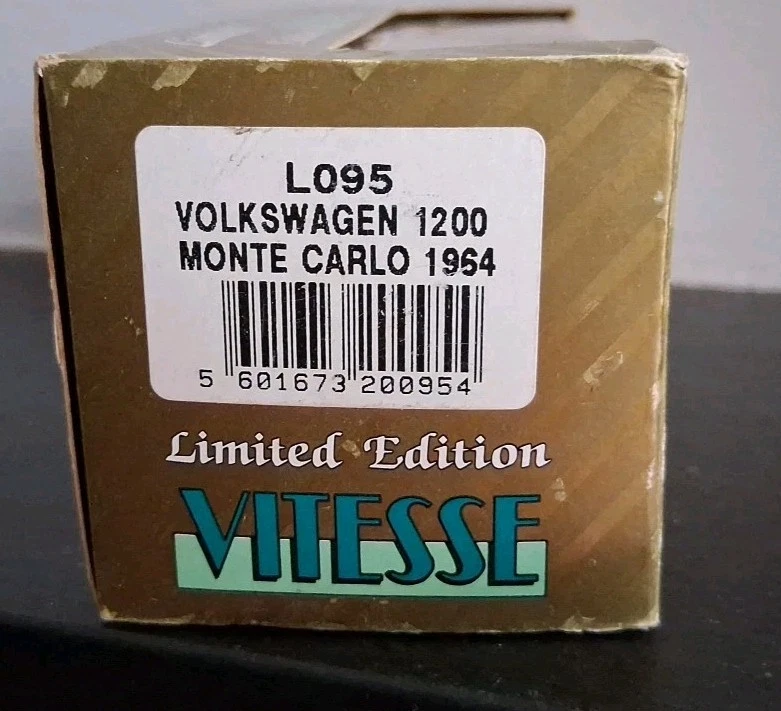 L095
VOLKSWAGEN 1200
MONTE CARLO 1964
5 601673 200954
Limited Edition
VITESSE